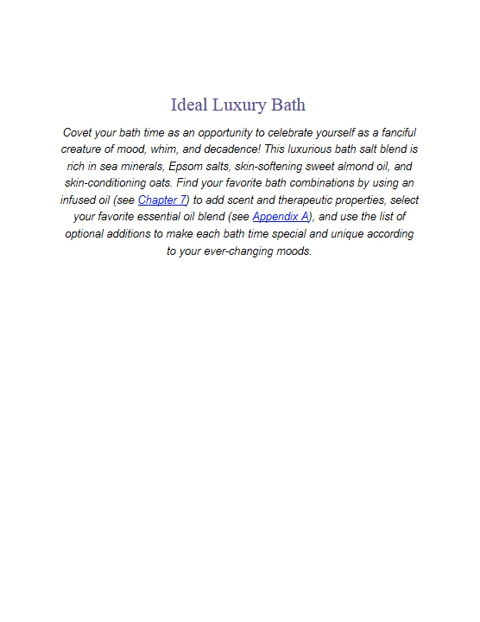 Ideal Luxury Bath
Covet your bath time as an opportunity to celebrate yourself as a fanciful
creature of mood, whim, and decadence! This luxurious bath salt blend is
rich in sea minerals, Epsom salts, skin-softening sweet almond oil, and
skin-conditioning oats. Find your favorite bath combinations by using an
infused oil (see Chapter 7) to add scent and therapeutic properties, select
your favorite essential oil blend (see Appendix A), and use the list of
optional additions to make each bath time special and unique according
to your ever-changing moods.